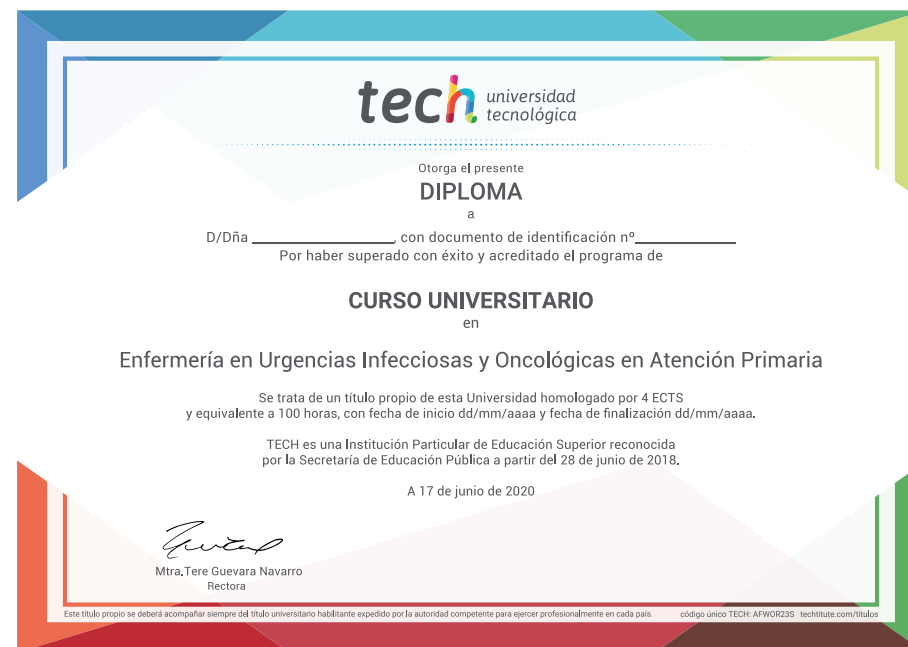 tech universidad
tecnológica
Otorga el presente
DIPLOMA
a
D/Dña ____________________, con documento de identificación nº______________
Por haber superado con éxito y acreditado el programa de
CURSO UNIVERSITARIO
en
Enfermería en Urgencias Infecciosas y Oncológicas en Atención Primaria
Se trata de un título propio de esta Universidad homologado por 4 ECTS
y equivalente a 100 horas, con fecha de inicio dd/mm/aaaa y fecha de finalización dd/mm/aaaa.
TECH es una Institución Particular de Educación Superior reconocida
por la Secretaría de Educación Pública a partir del 28 de junio de 2018.
A 17 de junio de 2020
Mtra.Tere Guevara Navarro
Rectora
Este título propio se deberá acompañar siempre del título universitario habilitante expedido por la autoridad competente para ejercer profesionalmente en cada país. código único TECH: AFWOR23S techtitute.com/titulos